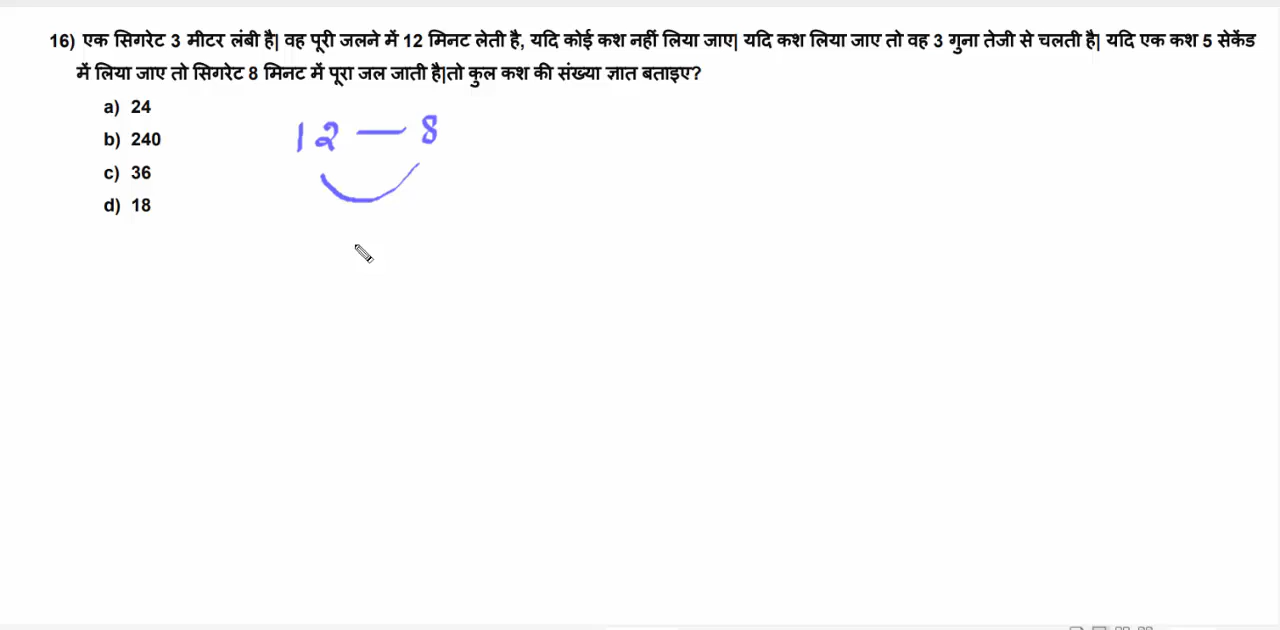 16) एक सिगरेट 3 मीटर लंबी है| वह पूरी जलने में 12 मिनट लेती है, यदि कोई कश नहीं लिया जाए| यदि कश लिया जाए तो वह 3 गुना तेजी से चलती है| यदि एक कश 5 सेकेंड
में लिया जाए तो सिगरेट 8 मिनट में पूरा जल जाती है|तो कुल कश की संख्या ज्ञात बताइए?
a) 24
12 — 8
b) 240
c) 36
d) 18